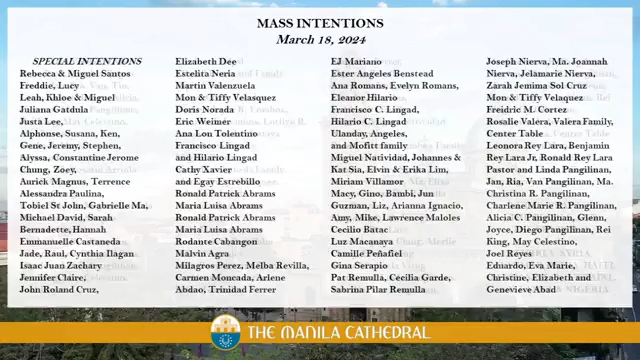 MASS INTENTIONS
March 18, 2024
SPECIAL INTENTIONS
Rebecca & Miguel Santos
Freddie, Lucy
Leah, Khloe & Miguel
Juliana Gatdula
Justa Lee,
Alphonse, Susana, Ken,
Gene, Jeremy, Stephen,
Alyssa, Constantine Jerome
Chung, Zoey,
Aurick Magnus, Terrence
Alessandra Paulina,
Tobiel St John, Gabrielle Ma,
Michael David, Sarah
Bernadette, Hannah
Emmanuelle Castaneda
Jade, Raul, Cynthia Ilagan
Isaac Juan Zachary
Jennifer Claire,
John Roland Cruz,
Elizabeth Dee
Estelita Neria
Martin Valenzuela
Mon & Tiffy Velasquez
Doris Norada
Eric Weimer
Ana Lon Tolentino
Francisco Lingad
and Hilario Lingad
Cathy Xavier
and Egay Estrebillo
Ronald Patrick Abrams
Maria Luisa Abrams
Ronald Patrick Abrams
Maria Luisa Abrams
Rodante Cabangon
Malvin Agra
Milagros Perez, Melba Revilla,
Carmen Moncada, Arlene
Abdao, Trinidad Ferrer
EJ Mariano
Ester Angeles Benstead
Ana Romans, Evelyn Romans,
Eleanor Hilario
Francisco C. Lingad,
Hilario C. Lingad
Ulanday, Angeles,
and Mofitt family
Miguel Natividad, Johannes &
Kat Sia, Elvin & Erika Lim,
Miriam Villamor
Macy, Gino, Bambi, Jun
Guzman, Liz, Arianna Ignacio,
Amy, Mike, Lawrence Maloles
Cecilio Batac
Luz Macanaya
Camille Peñafiel
Gina Serapio
Pat Remulla, Cecilia Garde,
Sabrina Pilar Remulla
Joseph Nierva, Ma. Joannah
Nierva, Jelamarie Nierva,
Zarah Jemima Sol Cruz
Mon & Tiffy Velaquez
Freidric M. Cortez
Rosalie Valera, Valera Family,
Center Table
Leonora Rey Lara, Benjamin
Rey Lara Jr, Ronald Rey Lara
Pastor and Linda Pangilinan,
Jan, Ria, Van Pangilinan, Ma.
Christina R. Pangilinan,
Charlene Marie R. Pangilinan,
Alicia C. Pangilinan, Glenn,
Joyce, Diego Pangilinan, Rei
King, May Celestino,
Joel Reyes
Eduardo, Eva Marie,
Christine, Elizabeth and
Genevieve Abad
THE MANILA CATHEDRAL